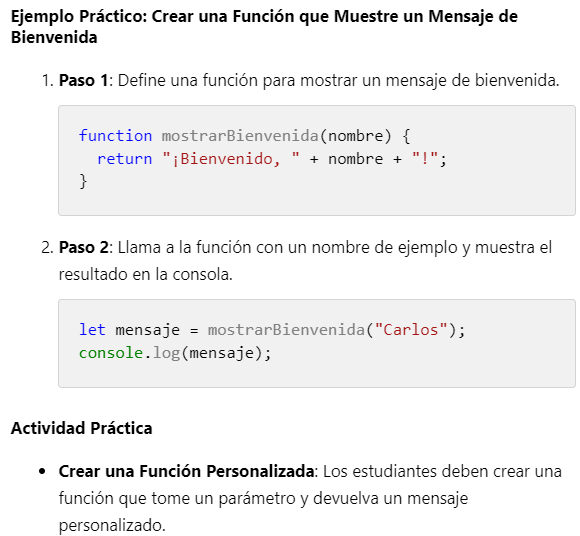 Ejemplo Práctico: Crear una Función que Muestre un Mensaje de
Bienvenida
1. Paso 1: Define una función para mostrar un mensaje de bienvenida.
function mostrarBienvenida(nombre) {
  return "¡Bienvenido, " + nombre + "!";
}
2. Paso 2: Llama a la función con un nombre de ejemplo y muestra el
resultado en la consola.
let mensaje = mostrarBienvenida("Carlos");
console.log(mensaje);
Actividad Práctica
• Crear una Función Personalizada: Los estudiantes deben crear una
función que tome un parámetro y devuelva un mensaje
personalizado.